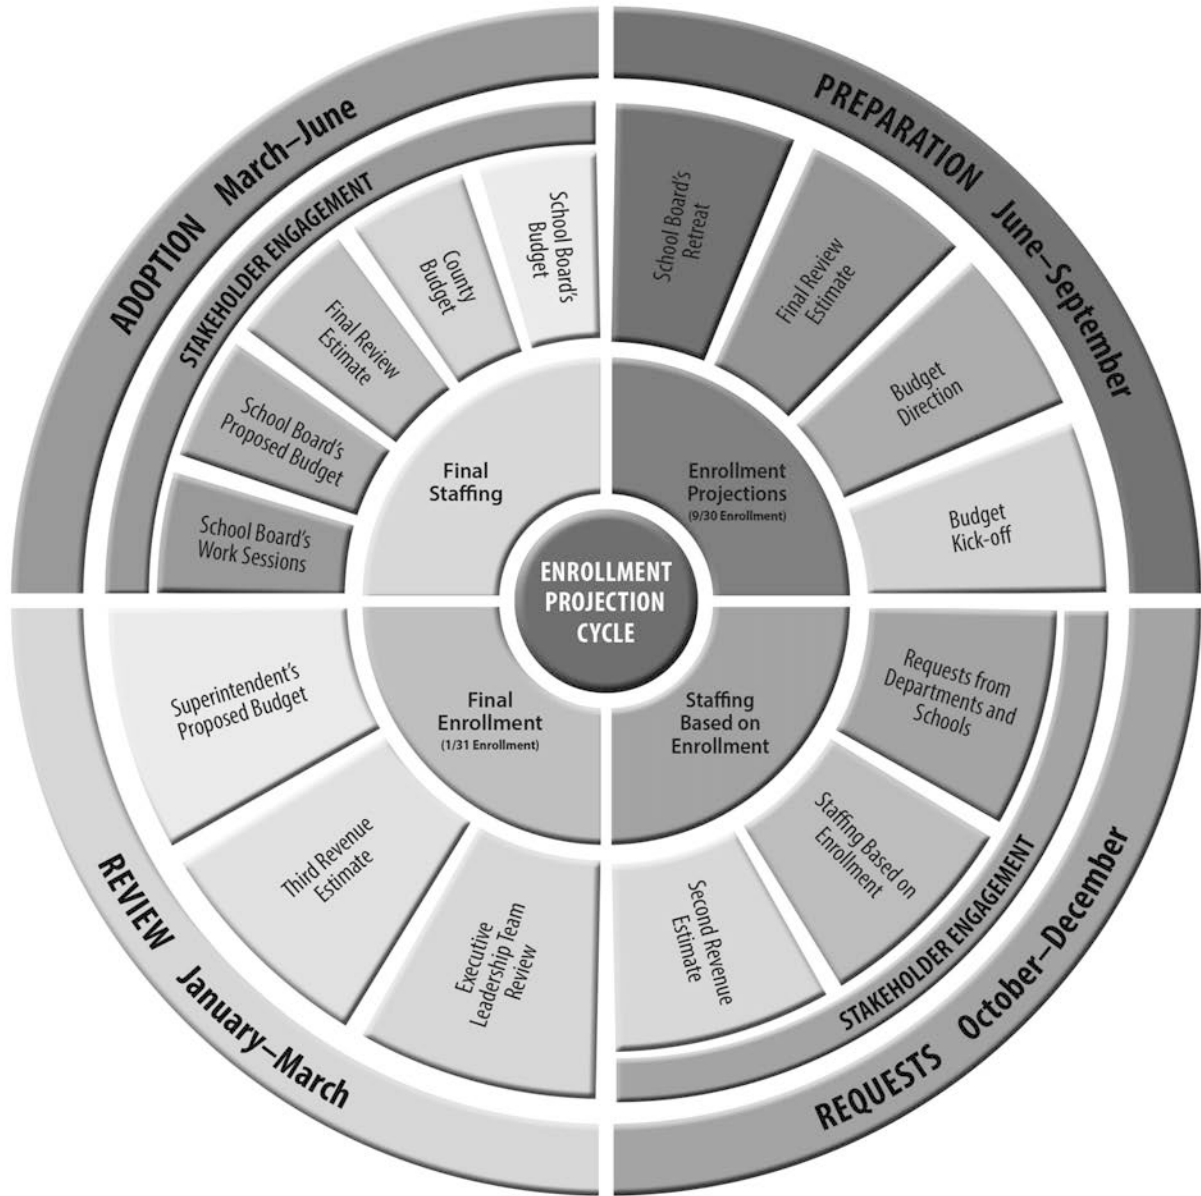 PREPARATION June–September
School Board's
Retreat
Final Review
Estimate
Budget
Direction
Budget
Kick-off
Enrollment
Projections
(9/30 Enrollment)
REQUESTS October–December
STAKEHOLDER ENGAGEMENT
Requests from
Departments and
Schools
Staffing Based on
Enrollment
Second Revenue
Estimate
Staffing
Based on
Enrollment
REVIEW January–March
Executive
Leadership Team
Review
Third Revenue
Estimate
Superintendent's
Proposed Budget
Final
Enrollment
(1/31 Enrollment)
ADOPTION March–June
STAKEHOLDER ENGAGEMENT
School Board's
Work Sessions
School Board's
Proposed Budget
Final Review
Estimate
County
Budget
School Board's
Budget
Final
Staffing
ENROLLMENT
PROJECTION
CYCLE